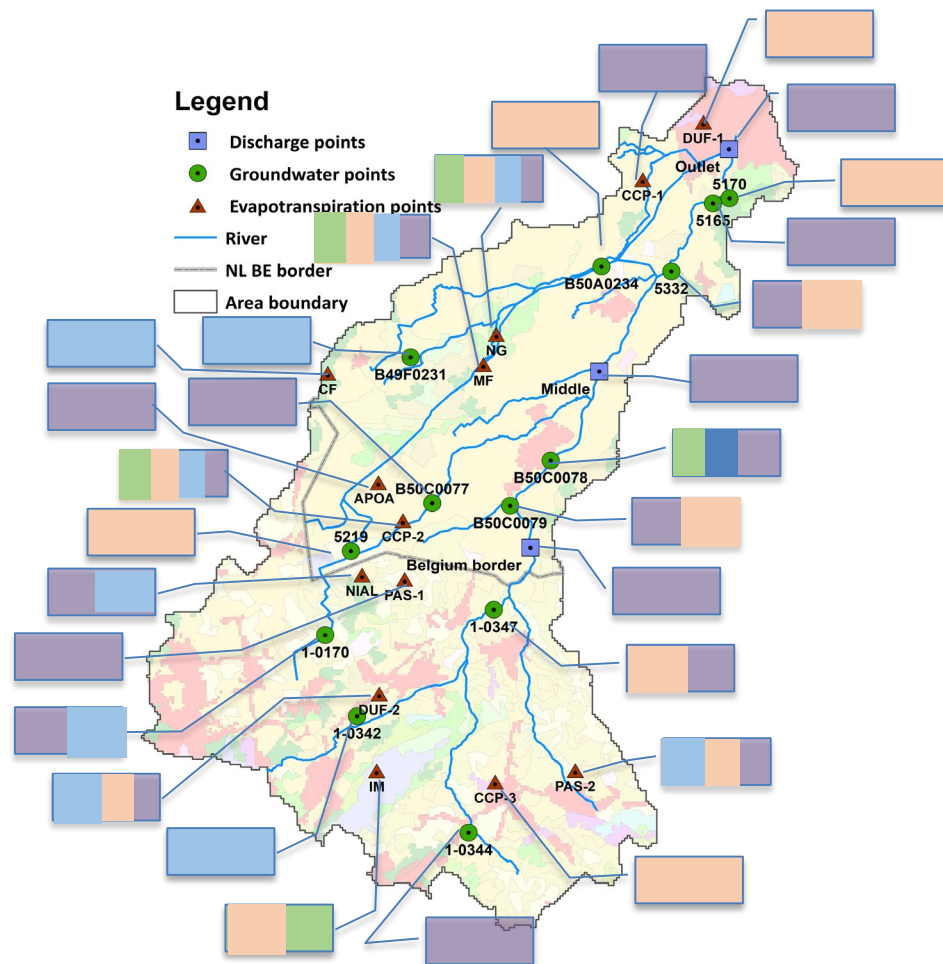 Legend
Discharge points
Groundwater points
Evapotranspiration points
River
NL BE border
Area boundary
DUF-1
Outlet
5170
CCP-1
5165
B50A0234
5332
NG
B49F0231
MF
CF
Middle
B50C0078
APOA
B50C0077
B50C0079
CCP-2
5219
Belgium border
NIAL
PAS-1
1-0347
1-0170
DUF-2
1-0342
IM
CCP-3
PAS-2
1-0344